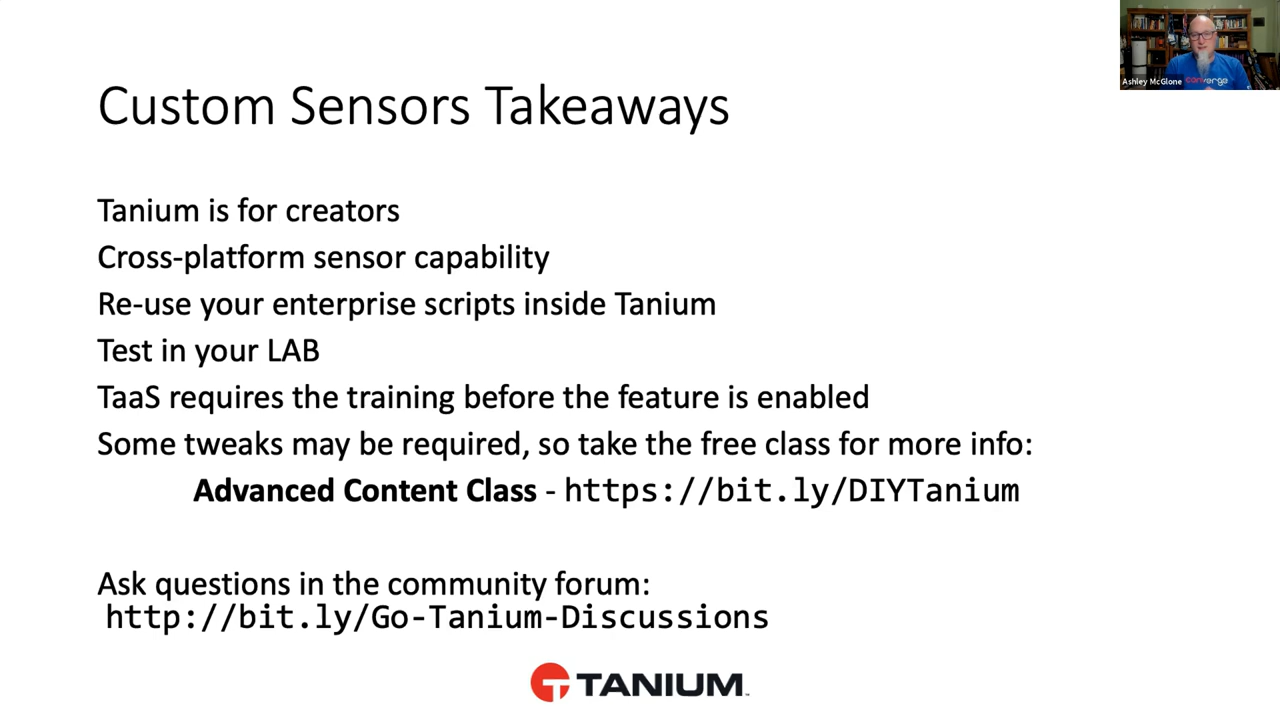 Ashley McGlone
converge
Custom Sensors Takeaways
Tanium is for creators
Cross-platform sensor capability
Re-use your enterprise scripts inside Tanium
Test in your LAB
TaaS requires the training before the feature is enabled
Some tweaks may be required, so take the free class for more info:
Advanced Content Class - https://bit.ly/DIYTanium
Ask questions in the community forum:
http://bit.ly/Go-Tanium-Discussions
TANIUM™